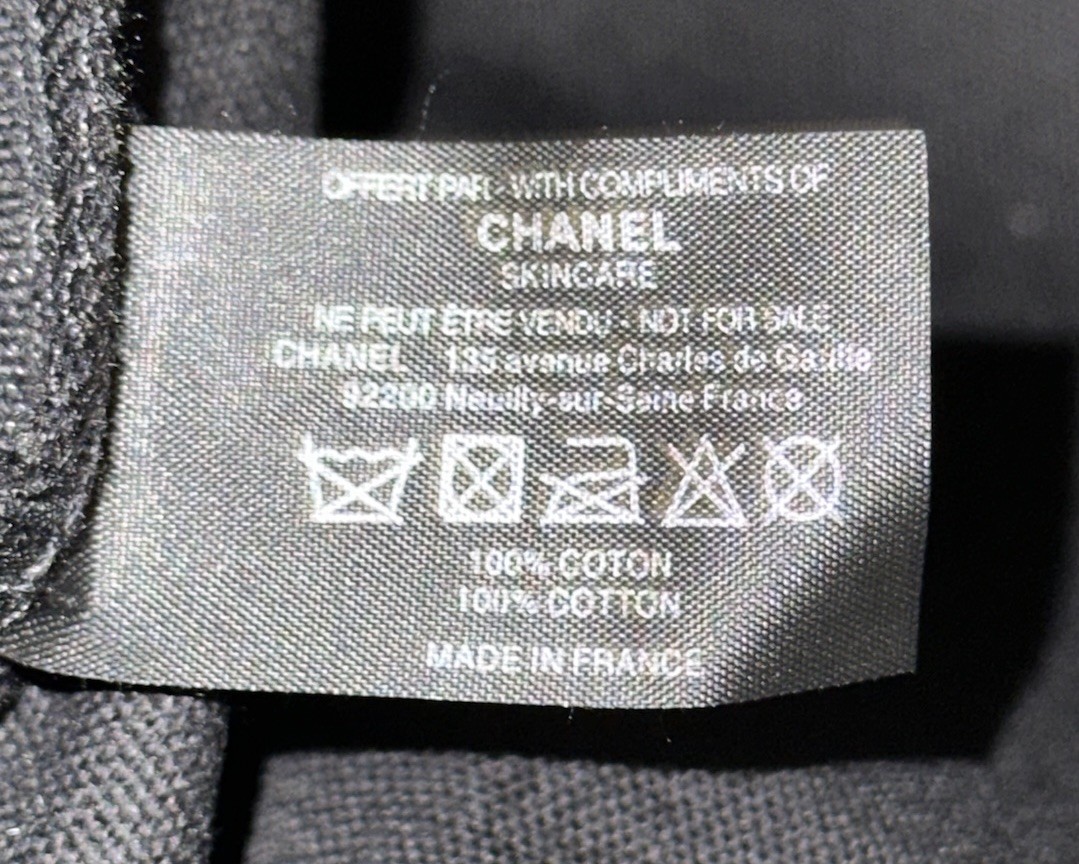 OFFERT PAR - WITH COMPLIMENTS OF
CHANEL
SKINCARE
NE PEUT ÊTRE VENDU - NOT FOR SALE
CHANEL 135 avenue Charles de Gaulle
92200 Neuilly-sur-Seine France
100% COTON
100% COTTON
MADE IN FRANCE